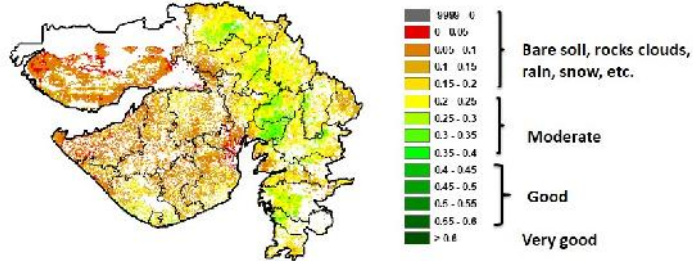 -9999 - 0
0 - 0.05
0.05 - 0.1
0.1 - 0.15
0.15 - 0.2
0.2 - 0.25
0.25 - 0.3
0.3 - 0.35
0.35 - 0.4
0.4 - 0.45
0.45 - 0.5
0.5 - 0.55
0.55 - 0.6
> 0.6
Bare soil, rocks clouds,
rain, snow, etc.
Moderate
Good
Very good